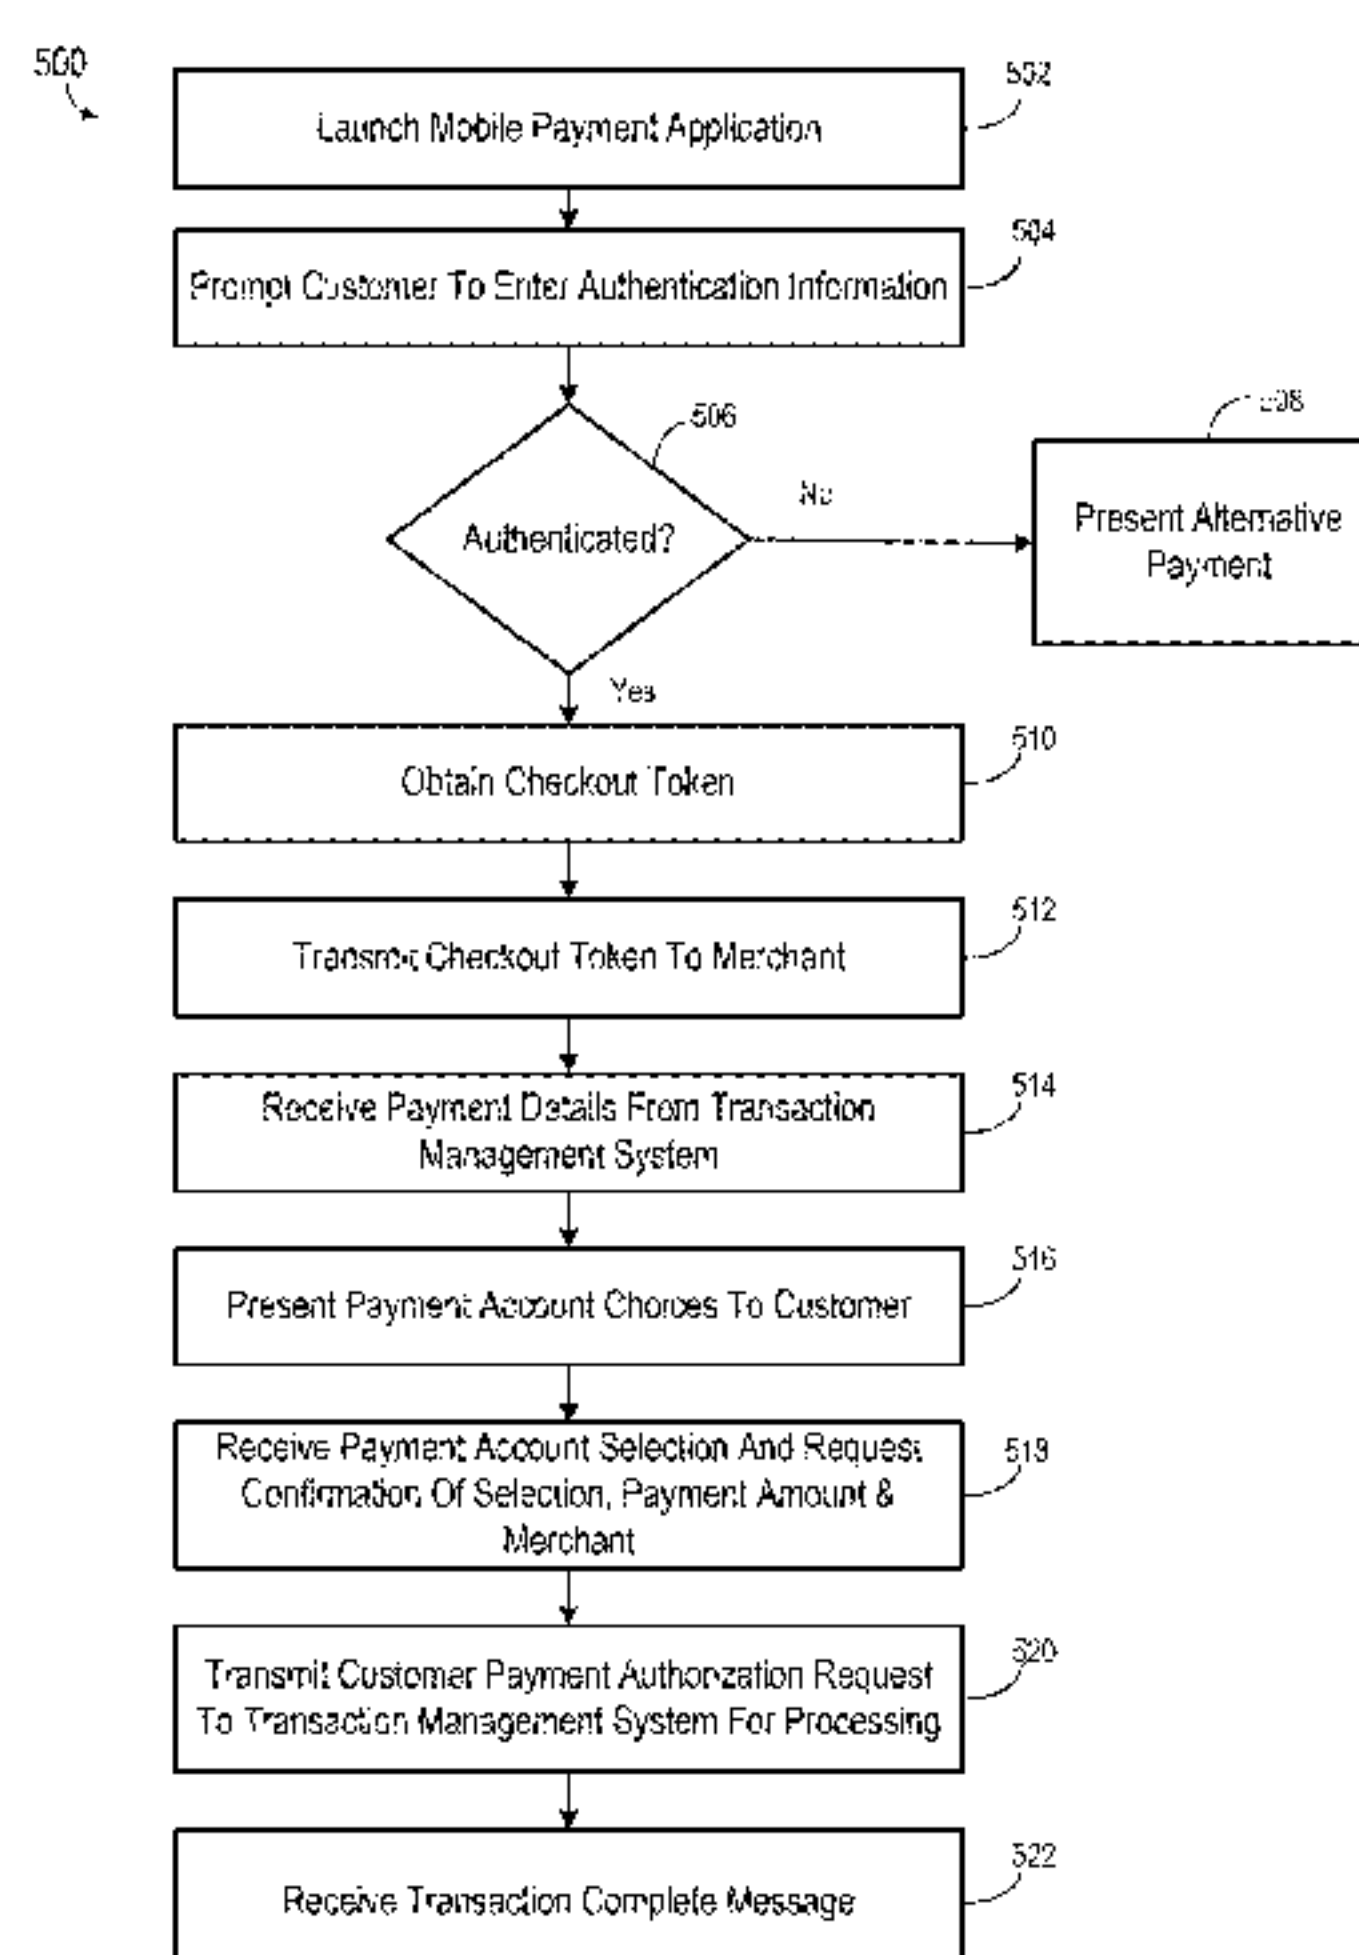 500
502
Launch Mobile Payment Application
504
Prompt Customer To Enter Authentication Information
506
508
No
Authenticated?
Present Alternative
Payment
Yes
510
Obtain Checkout Token
512
Transmit Checkout Token To Merchant
514
Receive Payment Details From Transaction
Management System
516
Present Payment Account Choices To Customer
518
Receive Payment Account Selection And Request
Confirmation Of Selection, Payment Amount &
Merchant
520
Transmit Customer Payment Authorization Request
To Transaction Management System For Processing
522
Receive Transaction Complete Message